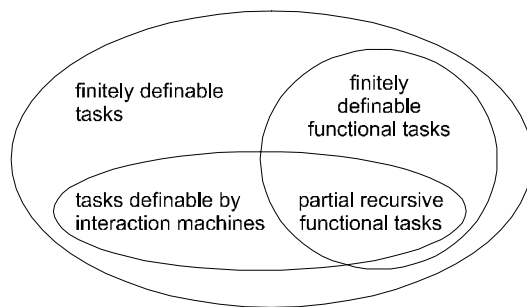 finitely definable
tasks
finitely
definable
functional tasks
tasks definable by
interaction machines
partial recursive
functional tasks